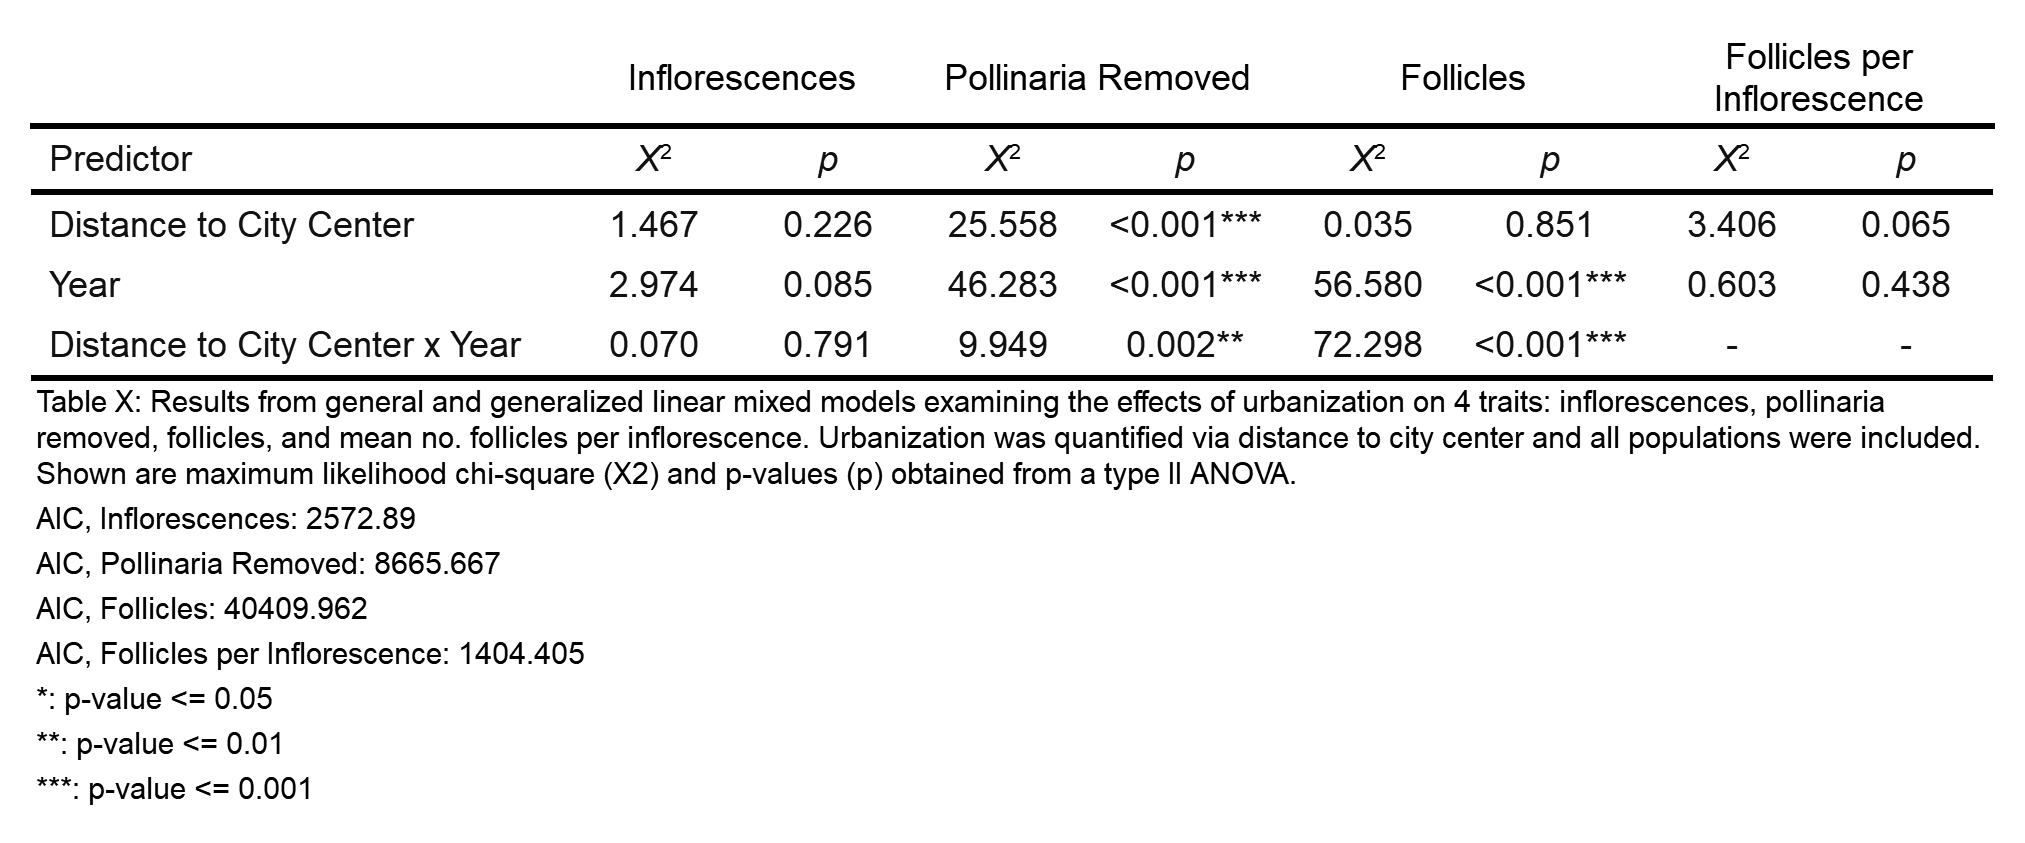 Inflorescences Pollinaria Removed Follicles Follicles per Inflorescence
Predictor X² p X² p X² p X² p
Distance to City Center 1.467 0.226 25.558 <0.001*** 0.035 0.851 3.406 0.065
Year 2.974 0.085 46.283 <0.001*** 56.580 <0.001*** 0.603 0.438
Distance to City Center x Year 0.070 0.791 9.949 0.002** 72.298 <0.001*** - -
Table X: Results from general and generalized linear mixed models examining the effects of urbanization on 4 traits: inflorescences, pollinaria
removed, follicles, and mean no. follicles per inflorescence. Urbanization was quantified via distance to city center and all populations were included.
Shown are maximum likelihood chi-square (X2) and p-values (p) obtained from a type II ANOVA.
AIC, Inflorescences: 2572.89
AIC, Pollinaria Removed: 8665.667
AIC, Follicles: 40409.962
AIC, Follicles per Inflorescence: 1404.405
*: p-value <= 0.05
**: p-value <= 0.01
***: p-value <= 0.001